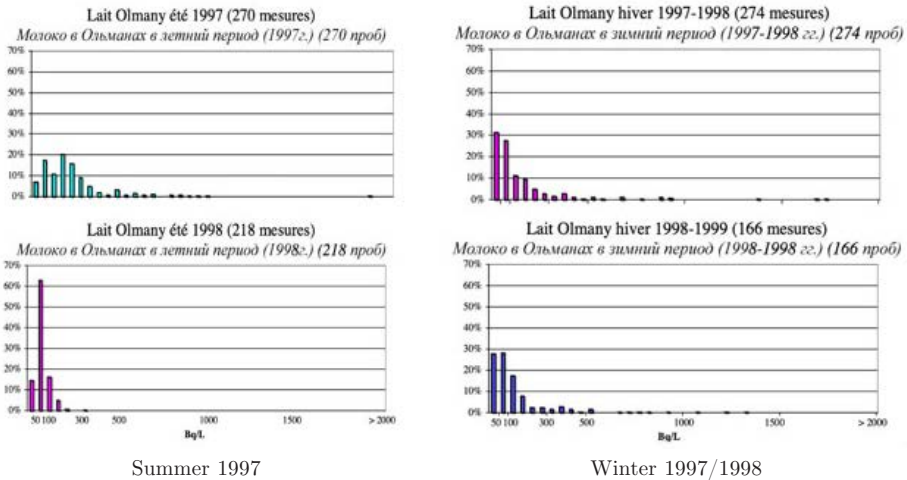 Lait Olmany été 1997 (270 mesures)
Молоко в Ольманах в летний период (1997г.) (270 проб)
70%
60%
50%
40%
30%
20%
10%
0%
Lait Olmany hiver 1997-1998 (274 mesures)
Молоко в Ольманах в зимний период (1997-1998 гг.) (274 проб)
70%
60%
50%
40%
30%
20%
10%
0%
Lait Olmany été 1998 (218 mesures)
Молоко в Ольманах в летний период (1998г.) (218 проб)
70%
60%
50%
40%
30%
20%
10%
0%
50 100 300 500 1000 1500 > 2000
Bq/L
Lait Olmany hiver 1998-1999 (166 mesures)
Молоко в Ольманах в зимний период (1998-1998 гг.) (166 проб)
70%
60%
50%
40%
30%
20%
10%
0%
50 100 300 500 1000 1500 > 2000
Bq/L
Summer 1997
Winter 1997/1998